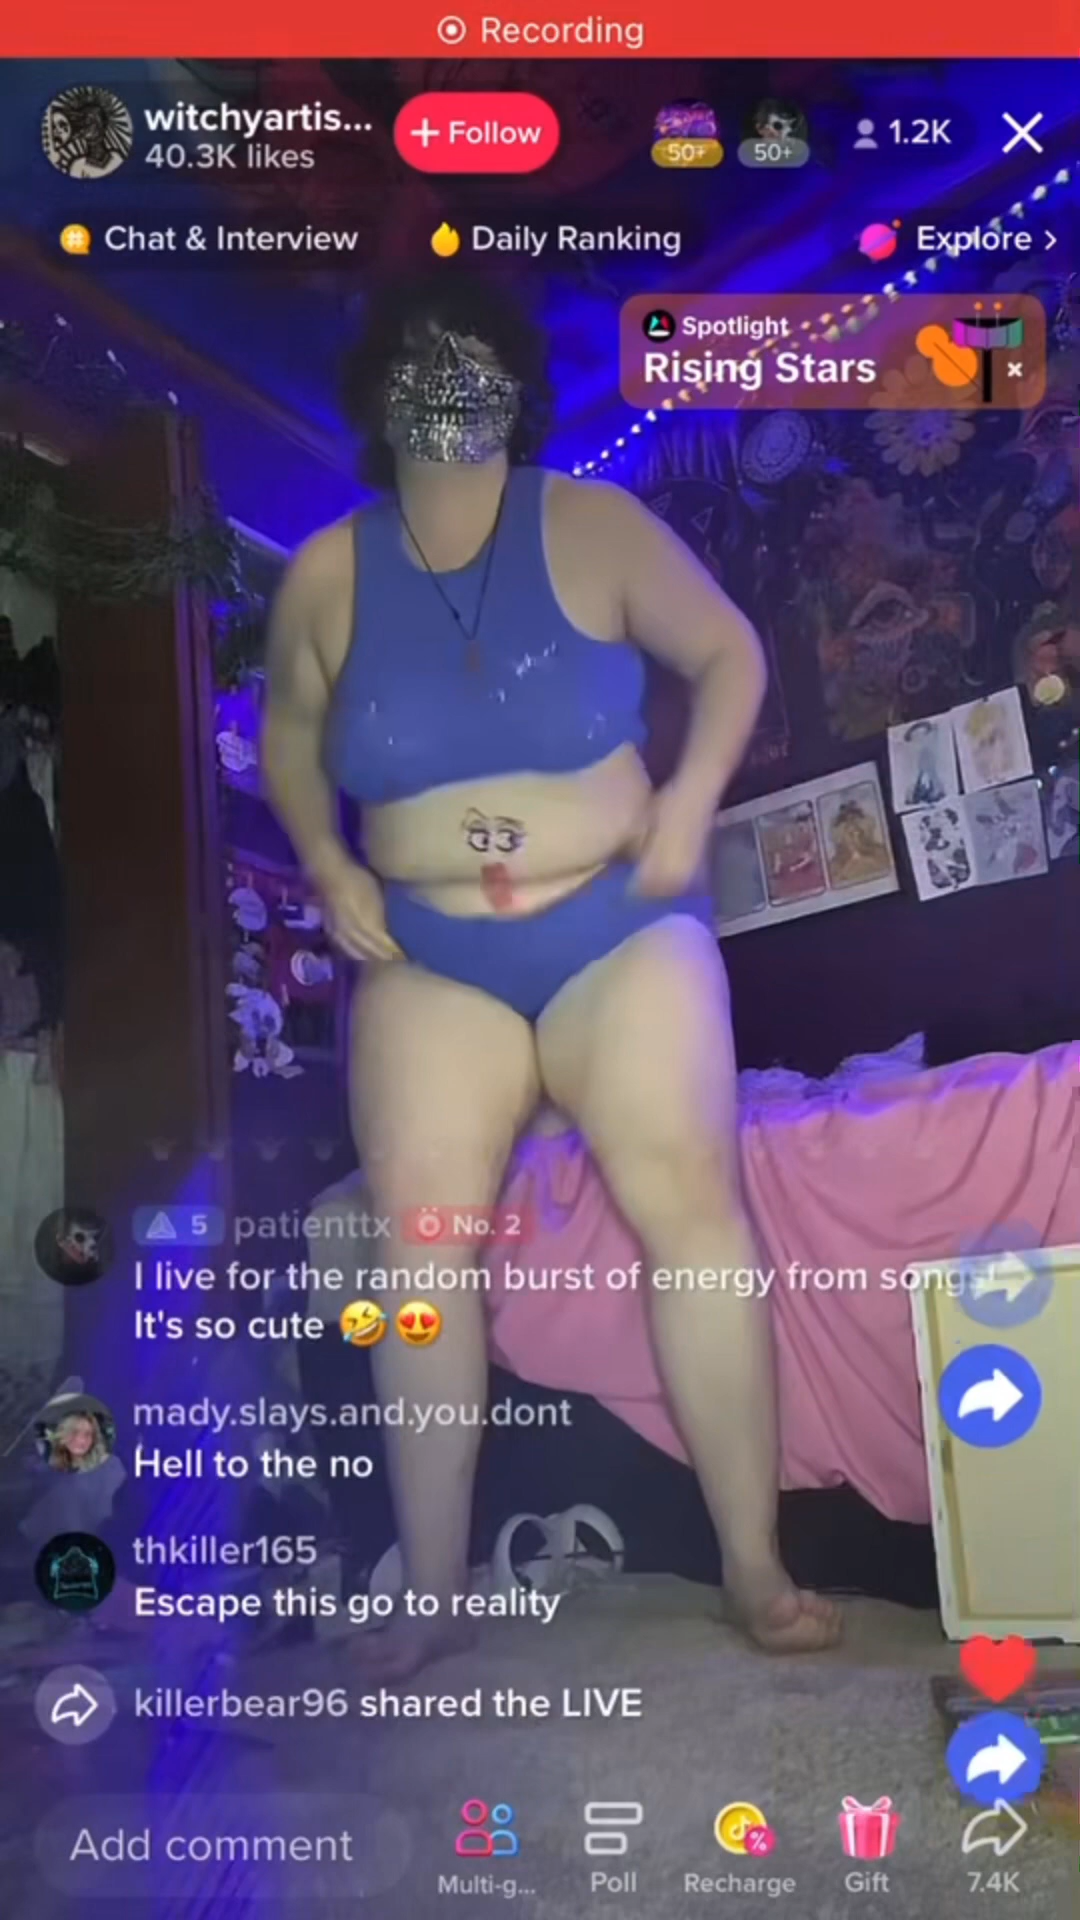 Recording
witchyartis...
40.3K likes
+ Follow
50+
50+
1.2K
Chat & Interview
Daily Ranking
Explore >
Spotlight
Rising Stars
5 patienttx No. 2
I live for the random burst of energy from songs!
It's so cute 🤣😍
mady.slays.and.you.dont
Hell to the no
thkiller165
Escape this go to reality
killerbear96 shared the LIVE
Add comment
Multi-g...
Poll
Recharge
Gift
7.4K